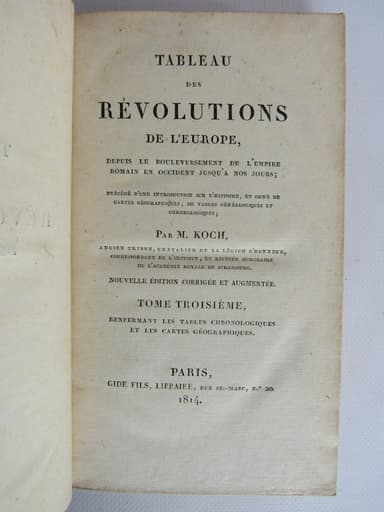 TABLEAU
DES
RÉVOLUTIONS
DE L'EUROPE,
DEPUIS LE BOULEVERSEMENT DE L'EMPIRE
ROMAIN EN OCCIDENT JUSQU'A NOS JOURS;
PRÉCÉDÉ D'UNE INTRODUCTION SUR L'HISTOIRE, ET ORNÉ DE
CARTES GÉOGRAPHIQUES, DE TABLES GÉNÉALOGIQUES ET
CHRONOLOGIQUES;
PAR M. KOCH,
ANCIEN TRIBUN, CHEVALIER DE LA LÉGION D'HONNEUR,
CORRESPONDANT DE L'INSTITUT, ET RECTEUR HONORAIRE
DE L'ACADÉMIE ROYALE DE STRASBOURG.
NOUVELLE ÉDITION CORRIGÉE ET AUGMENTÉE.
TOME TROISIÈME,
RENFERMANT LES TABLES CHRONOLOGIQUES
ET LES CARTES GÉOGRAPHIQUES.
PARIS,
GIDE FILS, LIBRAIRE, RUE ST.-MARC, N.º 20.
1814.